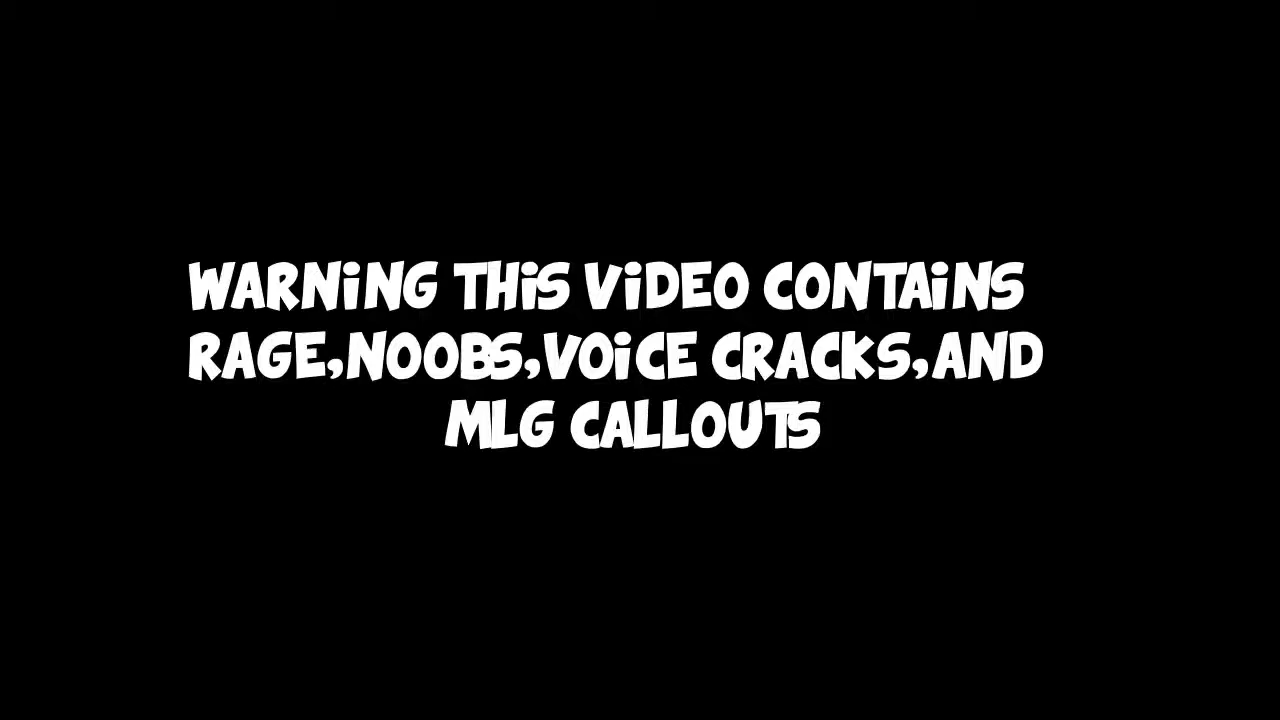 WARNiNG THiS ViDEO CONTAiNS
RAGE,NOOBS,VOiCE CRACKS,AND
MLG CALLOUTS